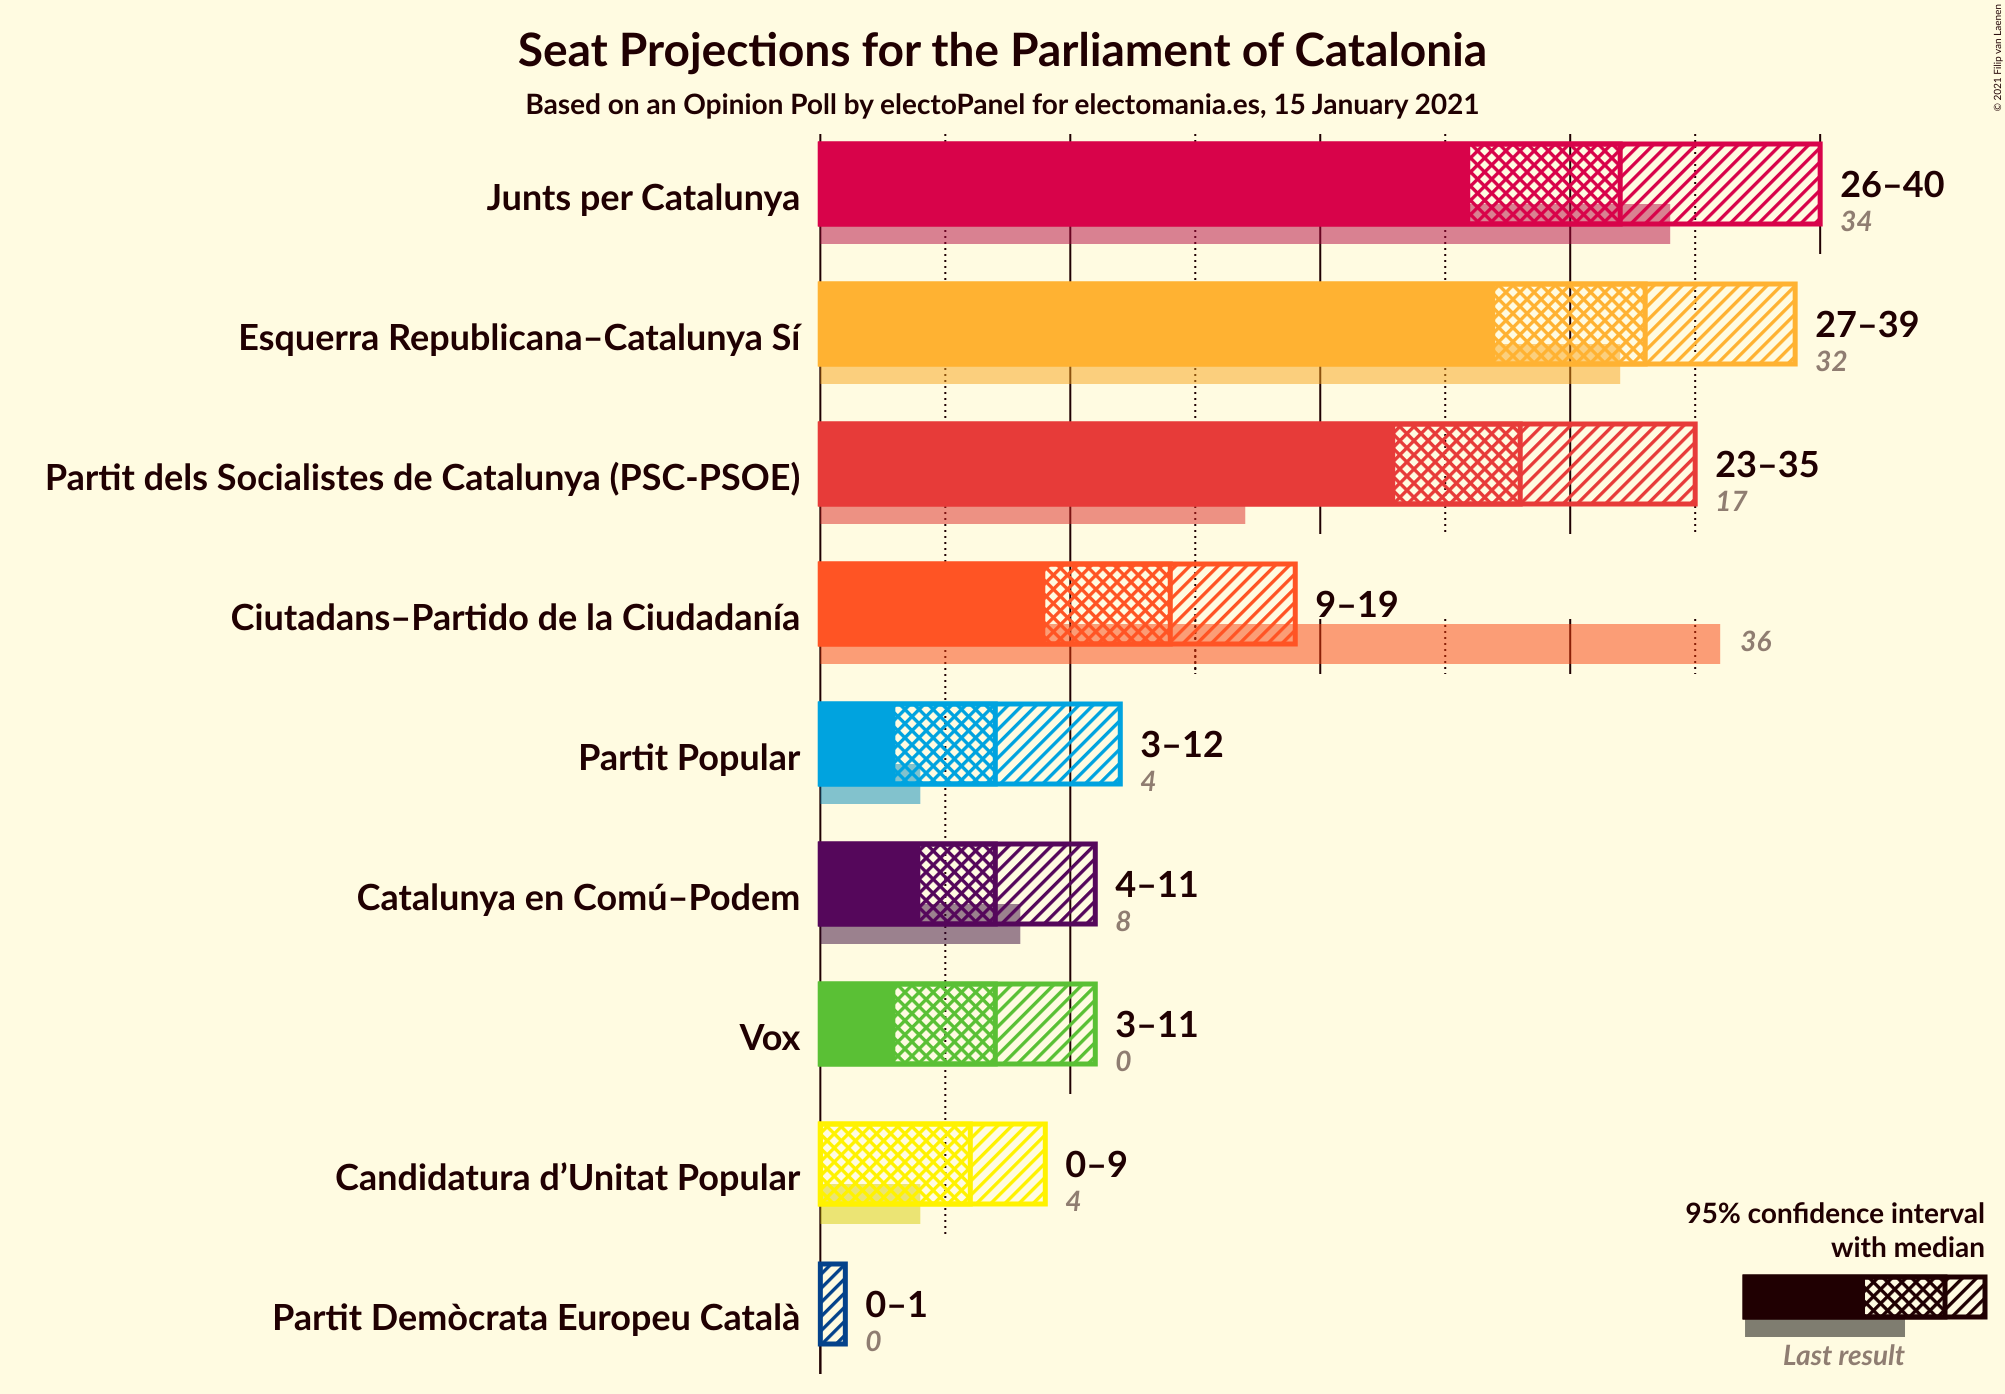 Seat Projections for the Parliament of Catalonia
Based on an Opinion Poll by electoPanel for electomania.es, 15 January 2021
© 2021 Filip van Laenen
Junts per Catalunya
26–40
34
Esquerra Republicana–Catalunya Sí
27–39
32
Partit dels Socialistes de Catalunya (PSC-PSOE)
23–35
17
Ciutadans–Partido de la Ciudadanía
9–19
36
Partit Popular
3–12
4
Catalunya en Comú–Podem
4–11
8
Vox
3–11
0
Candidatura d’Unitat Popular
0–9
4
Partit Demòcrata Europeu Català
0–1
0
95% confidence interval
with median
Last result